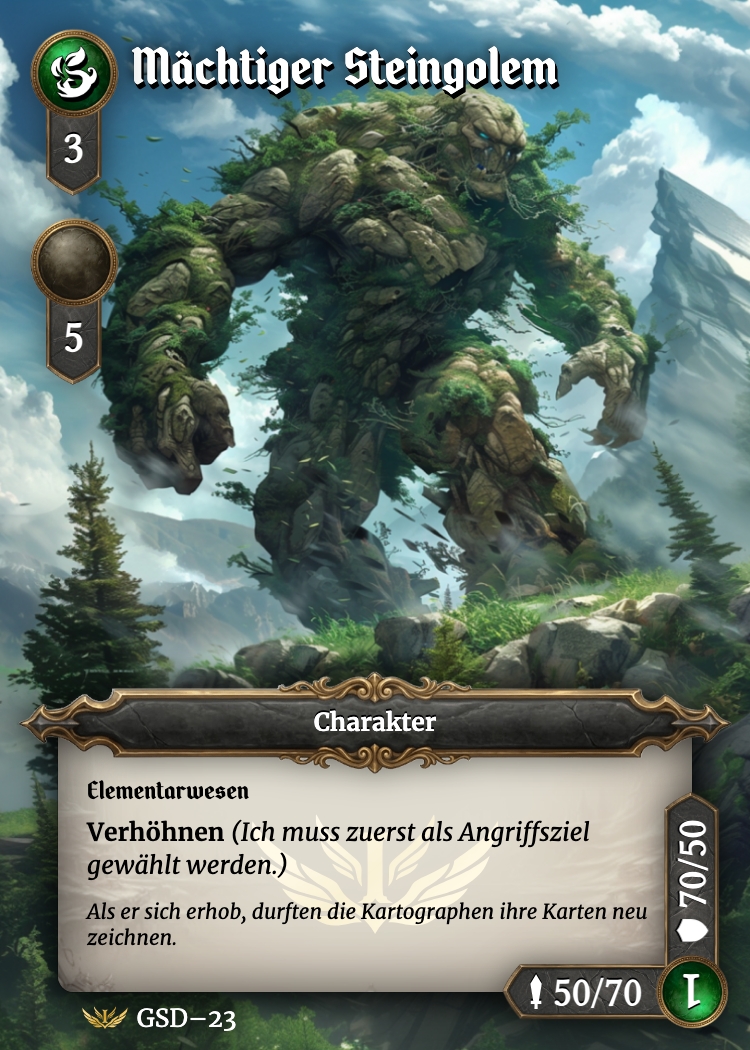 Mächtiger Steingolem
3
5
Charakter
Elementarwesen
Verhöhnen (Ich muss zuerst als Angriffsziel
gewählt werden.)
Als er sich erhob, durften die Kartographen ihre Karten neu
zeichnen.
70/50
50/70
1
GSD–23